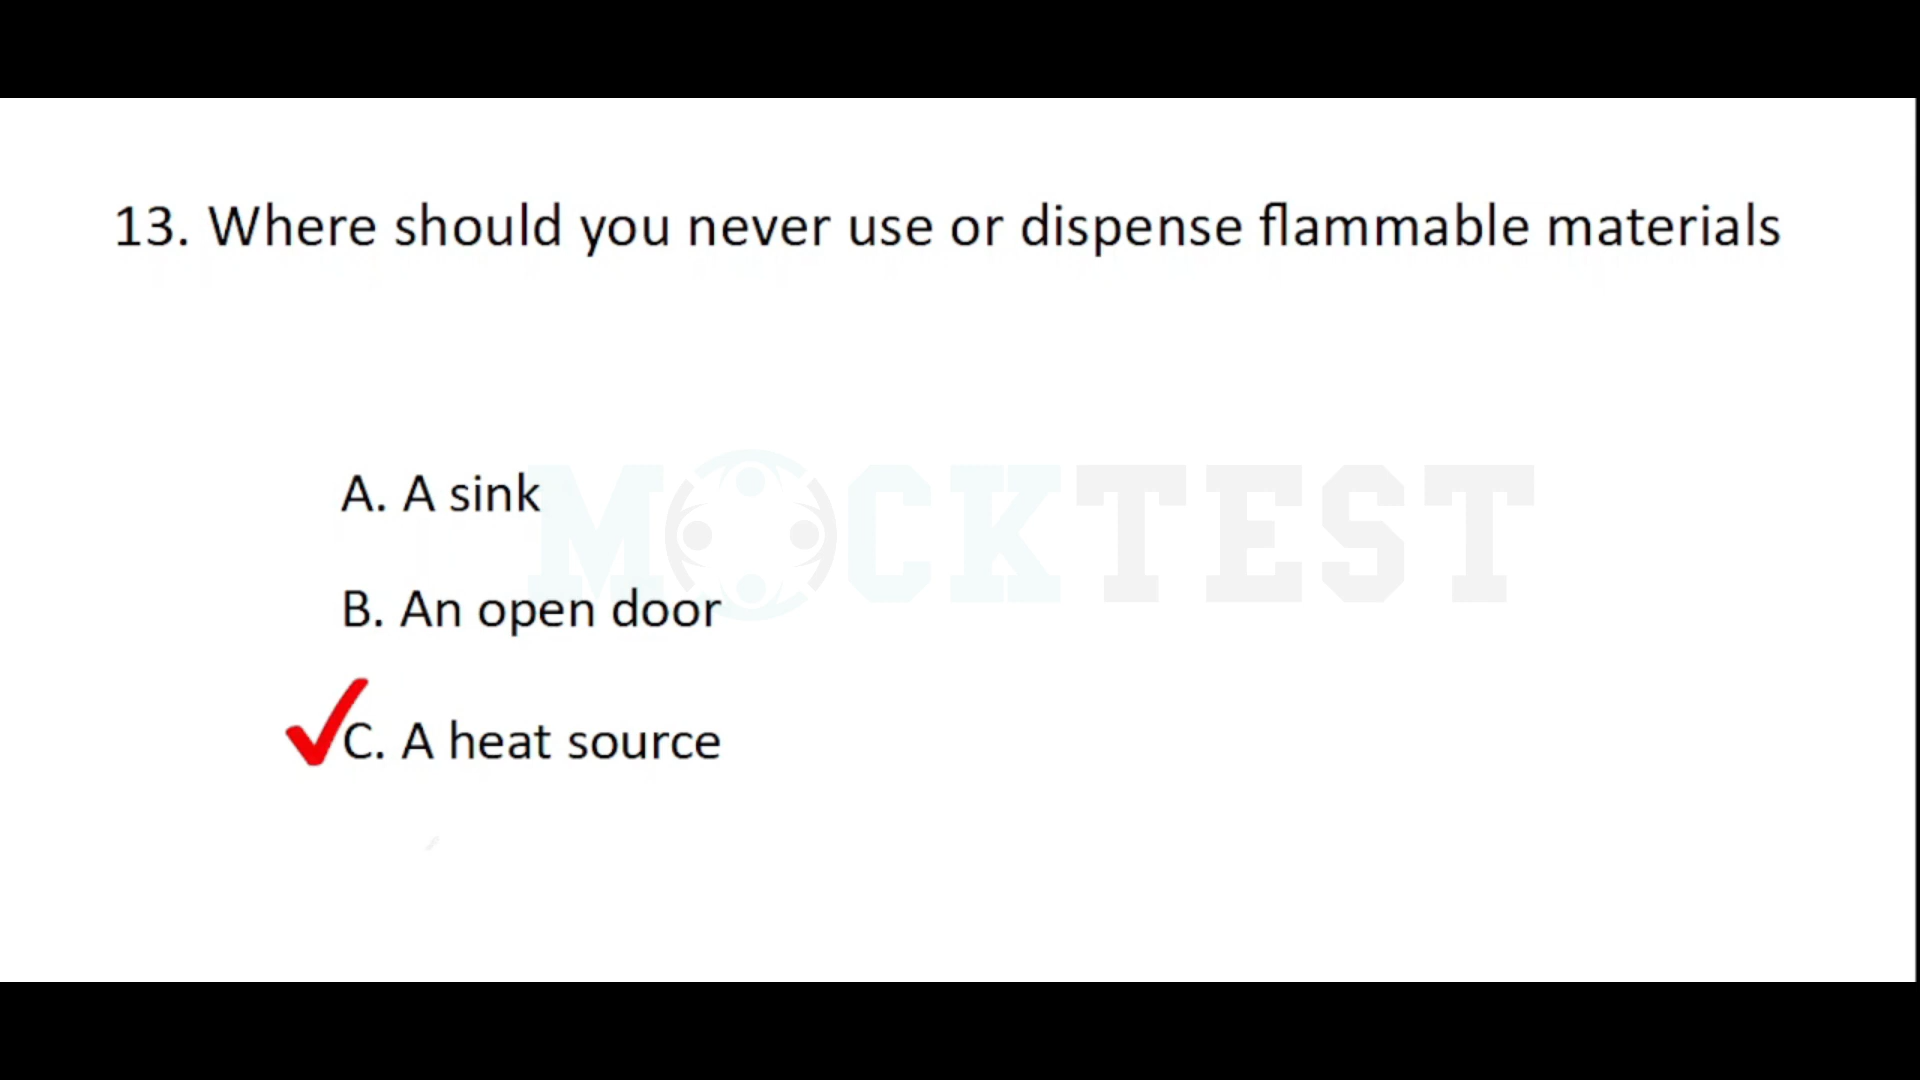 13. Where should you never use or dispense flammable materials
MOCKTEST
A. A sink
B. An open door
C. A heat source